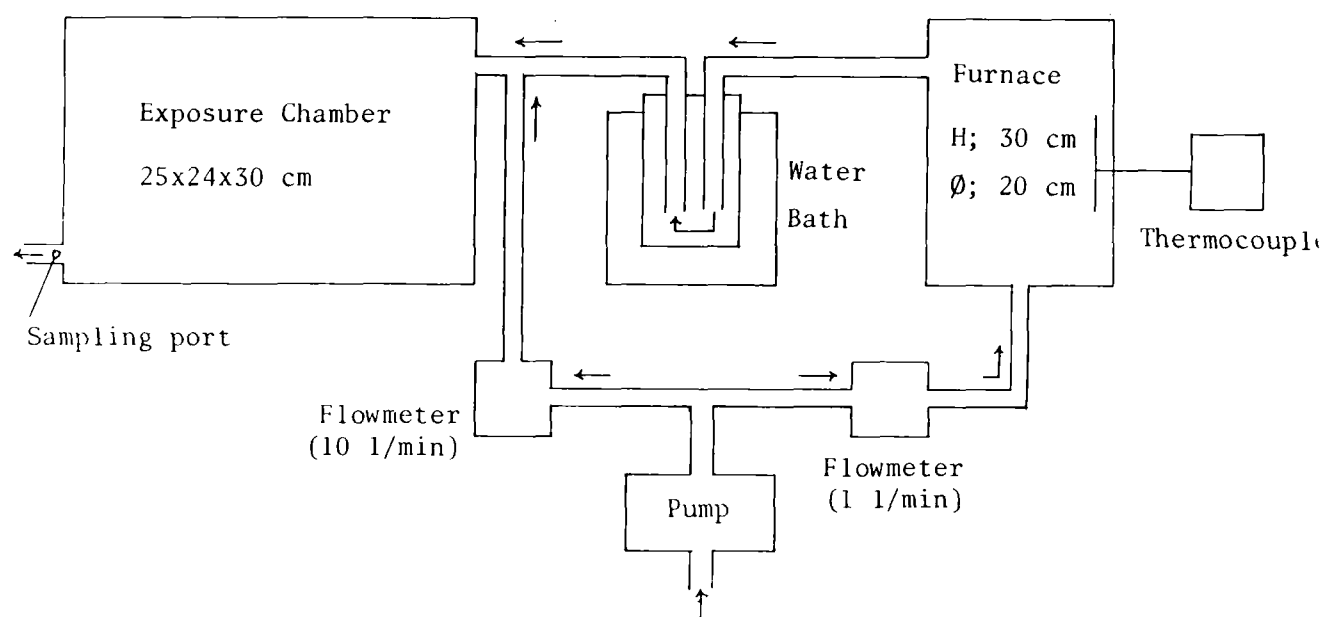 Exposure Chamber
25x24x30 cm
Sampling port
Water
Bath
Furnace
H; 30 cm
Ø; 20 cm
Thermocouple
Flowmeter
(10 l/min)
Flowmeter
(1 l/min)
Pump